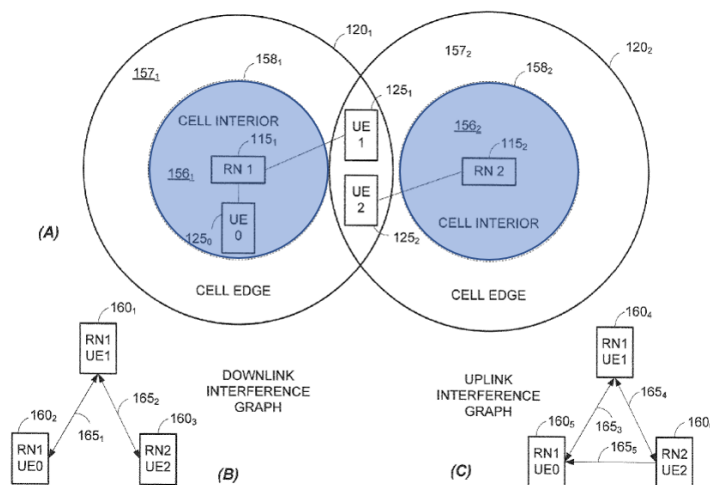 120₁
120₂
157₁
157₂
158₁
158₂
125₁
CELL INTERIOR
UE
1
115₁
156₂
115₂
156₁
RN 1
RN 2
UE
2
UE
0
CELL INTERIOR
(A)
125₀
125₂
CELL EDGE
CELL EDGE
160₁
RN1
UE1
160₄
RN1
UE1
DOWNLINK
INTERFERENCE
GRAPH
UPLINK
INTERFERENCE
GRAPH
160₂
165₂
160₃
165₁
160₅
165₃
165₄
160
RN1
UE0
RN2
UE2
(B)
(C)
RN1
UE0
165₅
RN2
UE2